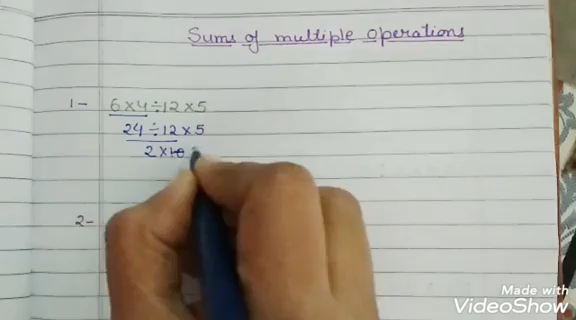 Sums of multiple operations
1- 6×4÷12×5
24÷12×5
2×10
2-
Made with
VideoShow